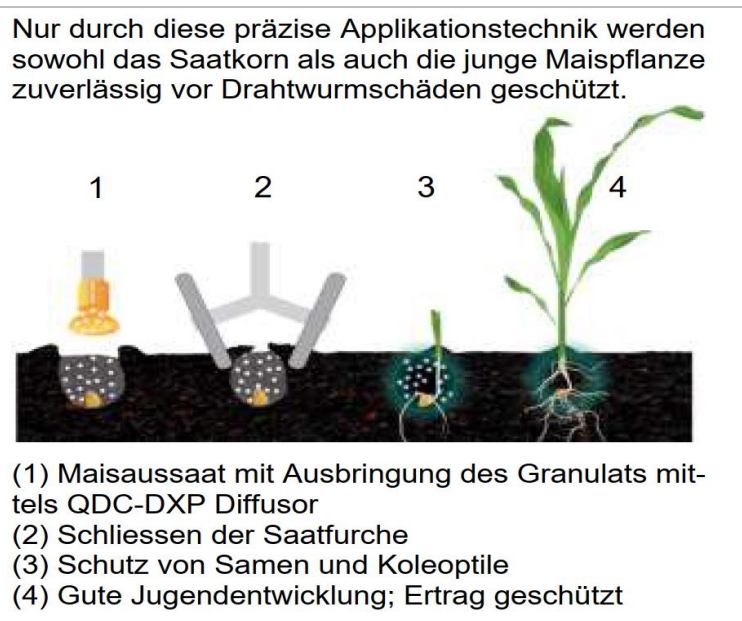 Nur durch diese präzise Applikationstechnik werden
sowohl das Saatkorn als auch die junge Maispflanze
zuverlässig vor Drahtwurmschäden geschützt.
1 2 3 4
(1) Maisaussaat mit Ausbringung des Granulats mit-
tels QDC-DXP Diffusor
(2) Schliessen der Saatfurche
(3) Schutz von Samen und Koleoptile
(4) Gute Jugendentwicklung; Ertrag geschützt